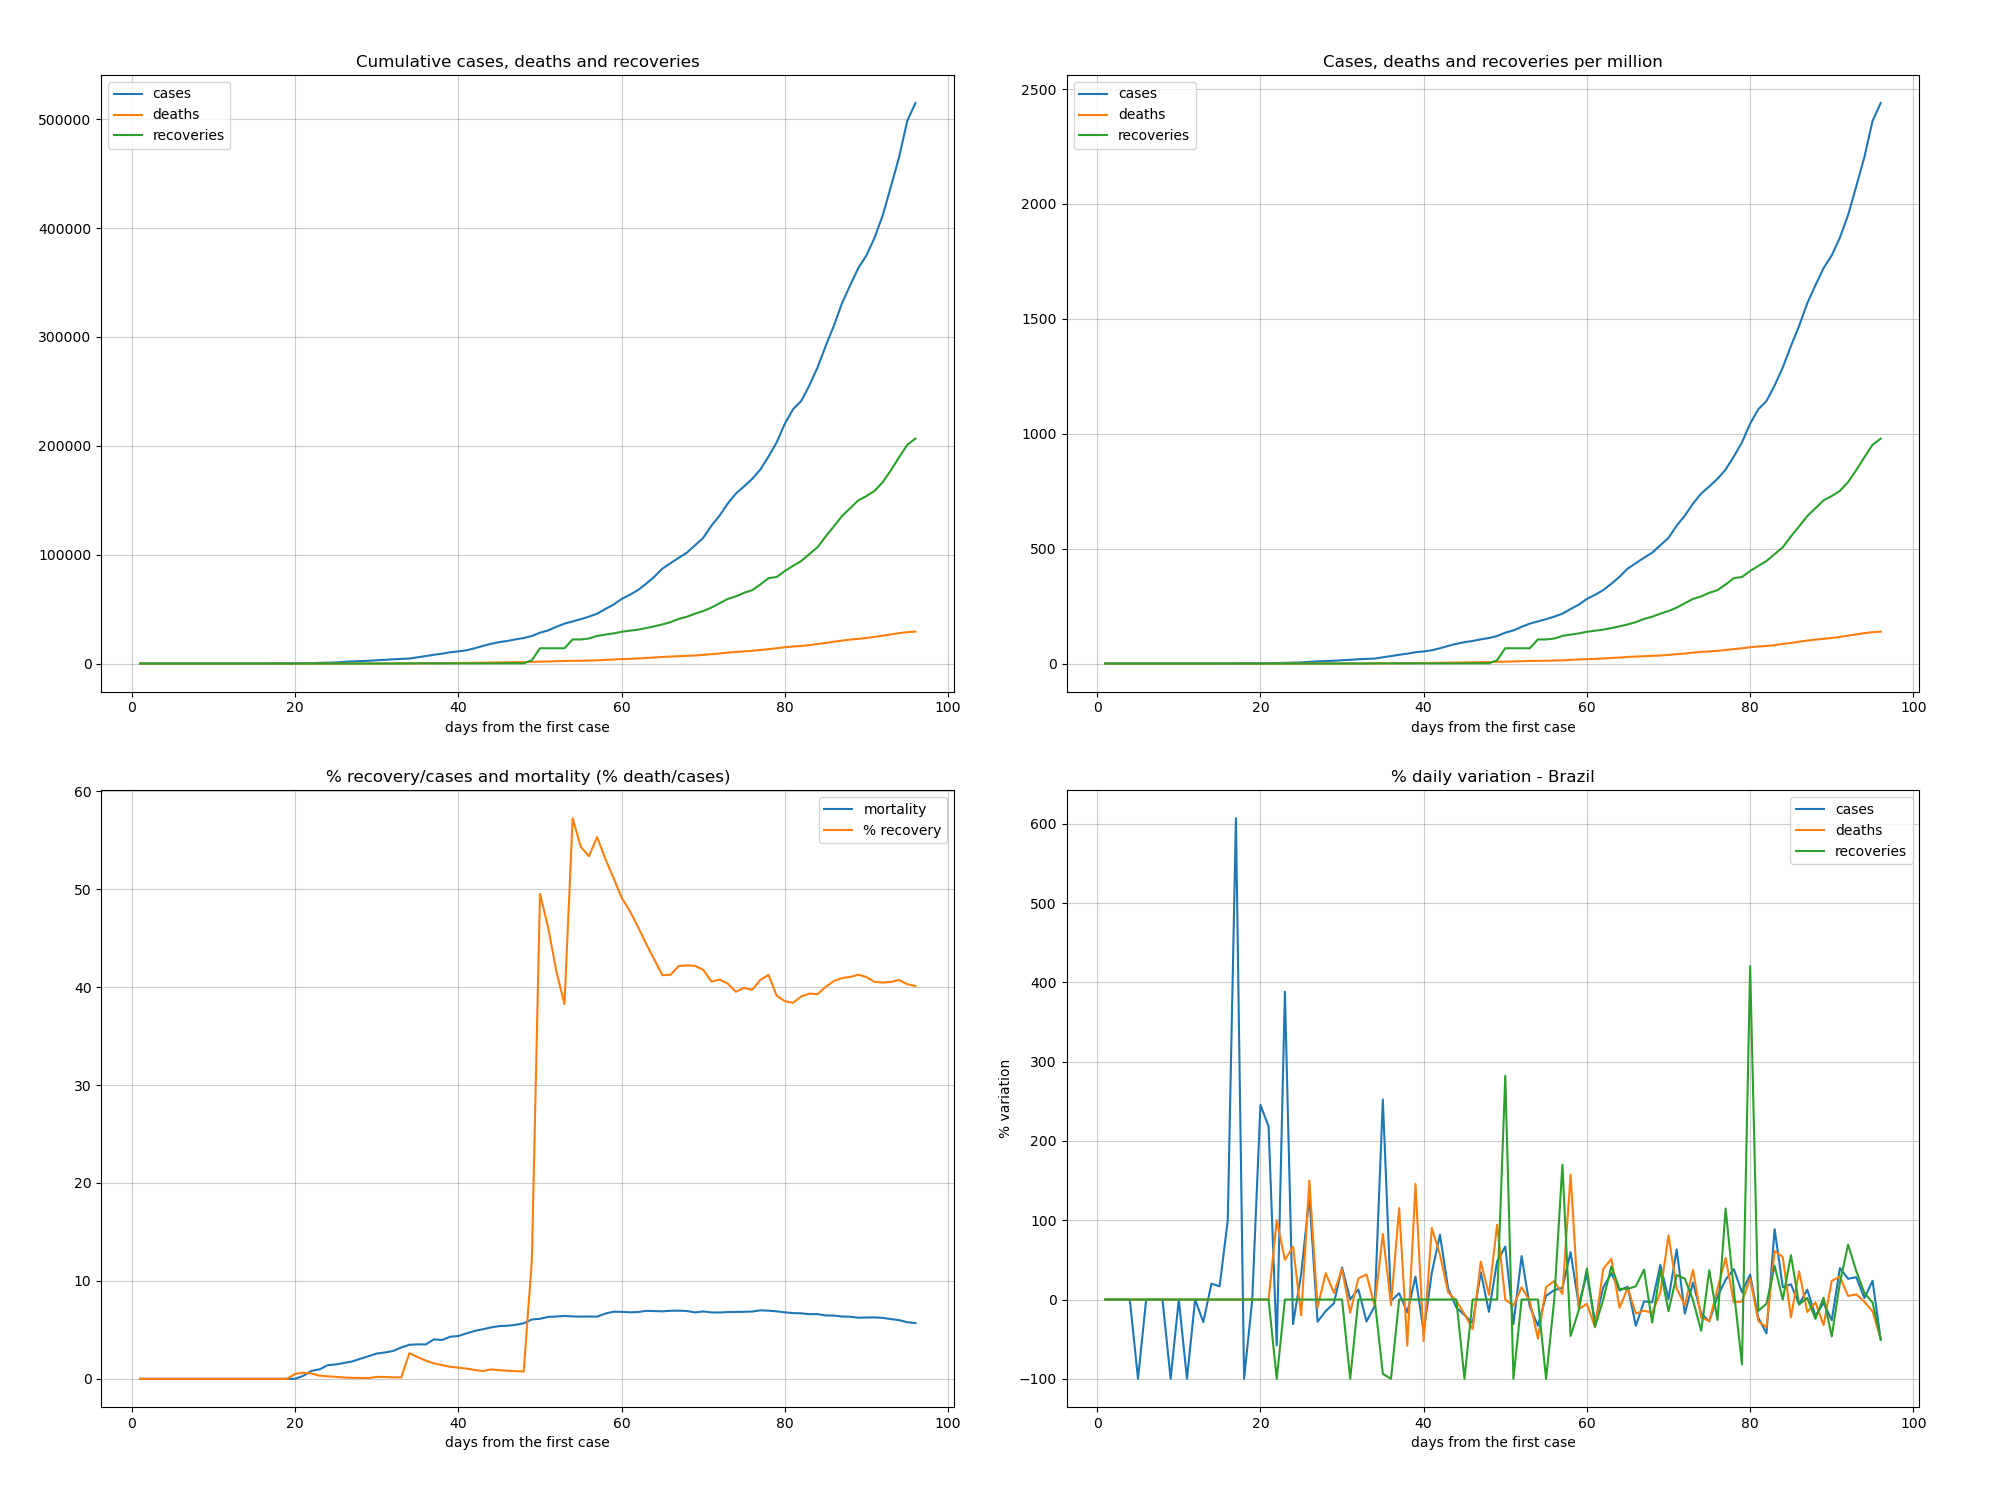 Cumulative cases, deaths and recoveries
cases
deaths
recoveries
500000
400000
300000
200000
100000
0
0 20 40 60 80 100
days from the first case
Cases, deaths and recoveries per million
cases
deaths
recoveries
2500
2000
1500
1000
500
0
0 20 40 60 80 100
days from the first case
% recovery/cases and mortality (% death/cases)
mortality
% recovery
60
50
40
30
20
10
0
0 20 40 60 80 100
days from the first case
% daily variation - Brazil
cases
deaths
recoveries
% variation
600
500
400
300
200
100
0
−100
0 20 40 60 80 100
days from the first case